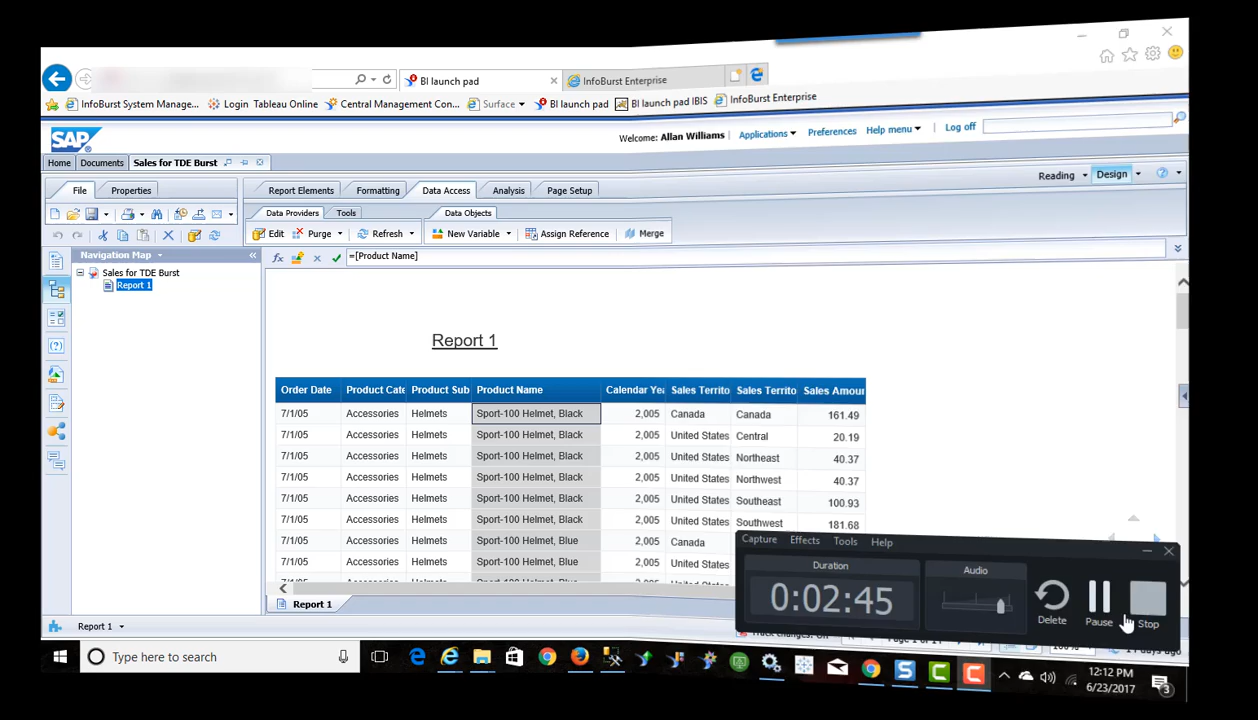 BI launch pad
InfoBurst Enterprise
InfoBurst System Manage...
Login Tableau Online
Central Management Con...
Surface
BI launch pad
BI launch pad IBIS
InfoBurst Enterprise
SAP
Welcome: Allan Williams
Applications
Preferences
Help menu
Log off
Home
Documents
Sales for TDE Burst
File
Properties
Report Elements
Formatting
Data Access
Analysis
Page Setup
Reading
Design
Data Providers
Tools
Data Objects
Edit
Purge
Refresh
New Variable
Assign Reference
Merge
Navigation Map
=[Product Name]
Sales for TDE Burst
Report 1
Report 1
Order Date Product Cate Product Sub Product Name Calendar Yea Sales Territo Sales Territo Sales Amoun
7/1/05 Accessories Helmets Sport-100 Helmet, Black 2,005 Canada Canada 161.49
7/1/05 Accessories Helmets Sport-100 Helmet, Black 2,005 United States Central 20.19
7/1/05 Accessories Helmets Sport-100 Helmet, Black 2,005 United States Northeast 40.37
7/1/05 Accessories Helmets Sport-100 Helmet, Black 2,005 United States Northwest 40.37
7/1/05 Accessories Helmets Sport-100 Helmet, Black 2,005 United States Southeast 100.93
7/1/05 Accessories Helmets Sport-100 Helmet, Black 2,005 United States Southwest 181.68
7/1/05 Accessories Helmets Sport-100 Helmet, Blue 2,005 Canada
7/1/05 Accessories Helmets Sport-100 Helmet, Blue 2,005 United States
Capture Effects Tools Help
Duration
0:02:45
Audio
Delete
Pause
Stop
Report 1
Report 1
Track changes: Off
100%
Type here to search
12:12 PM
6/23/2017
3